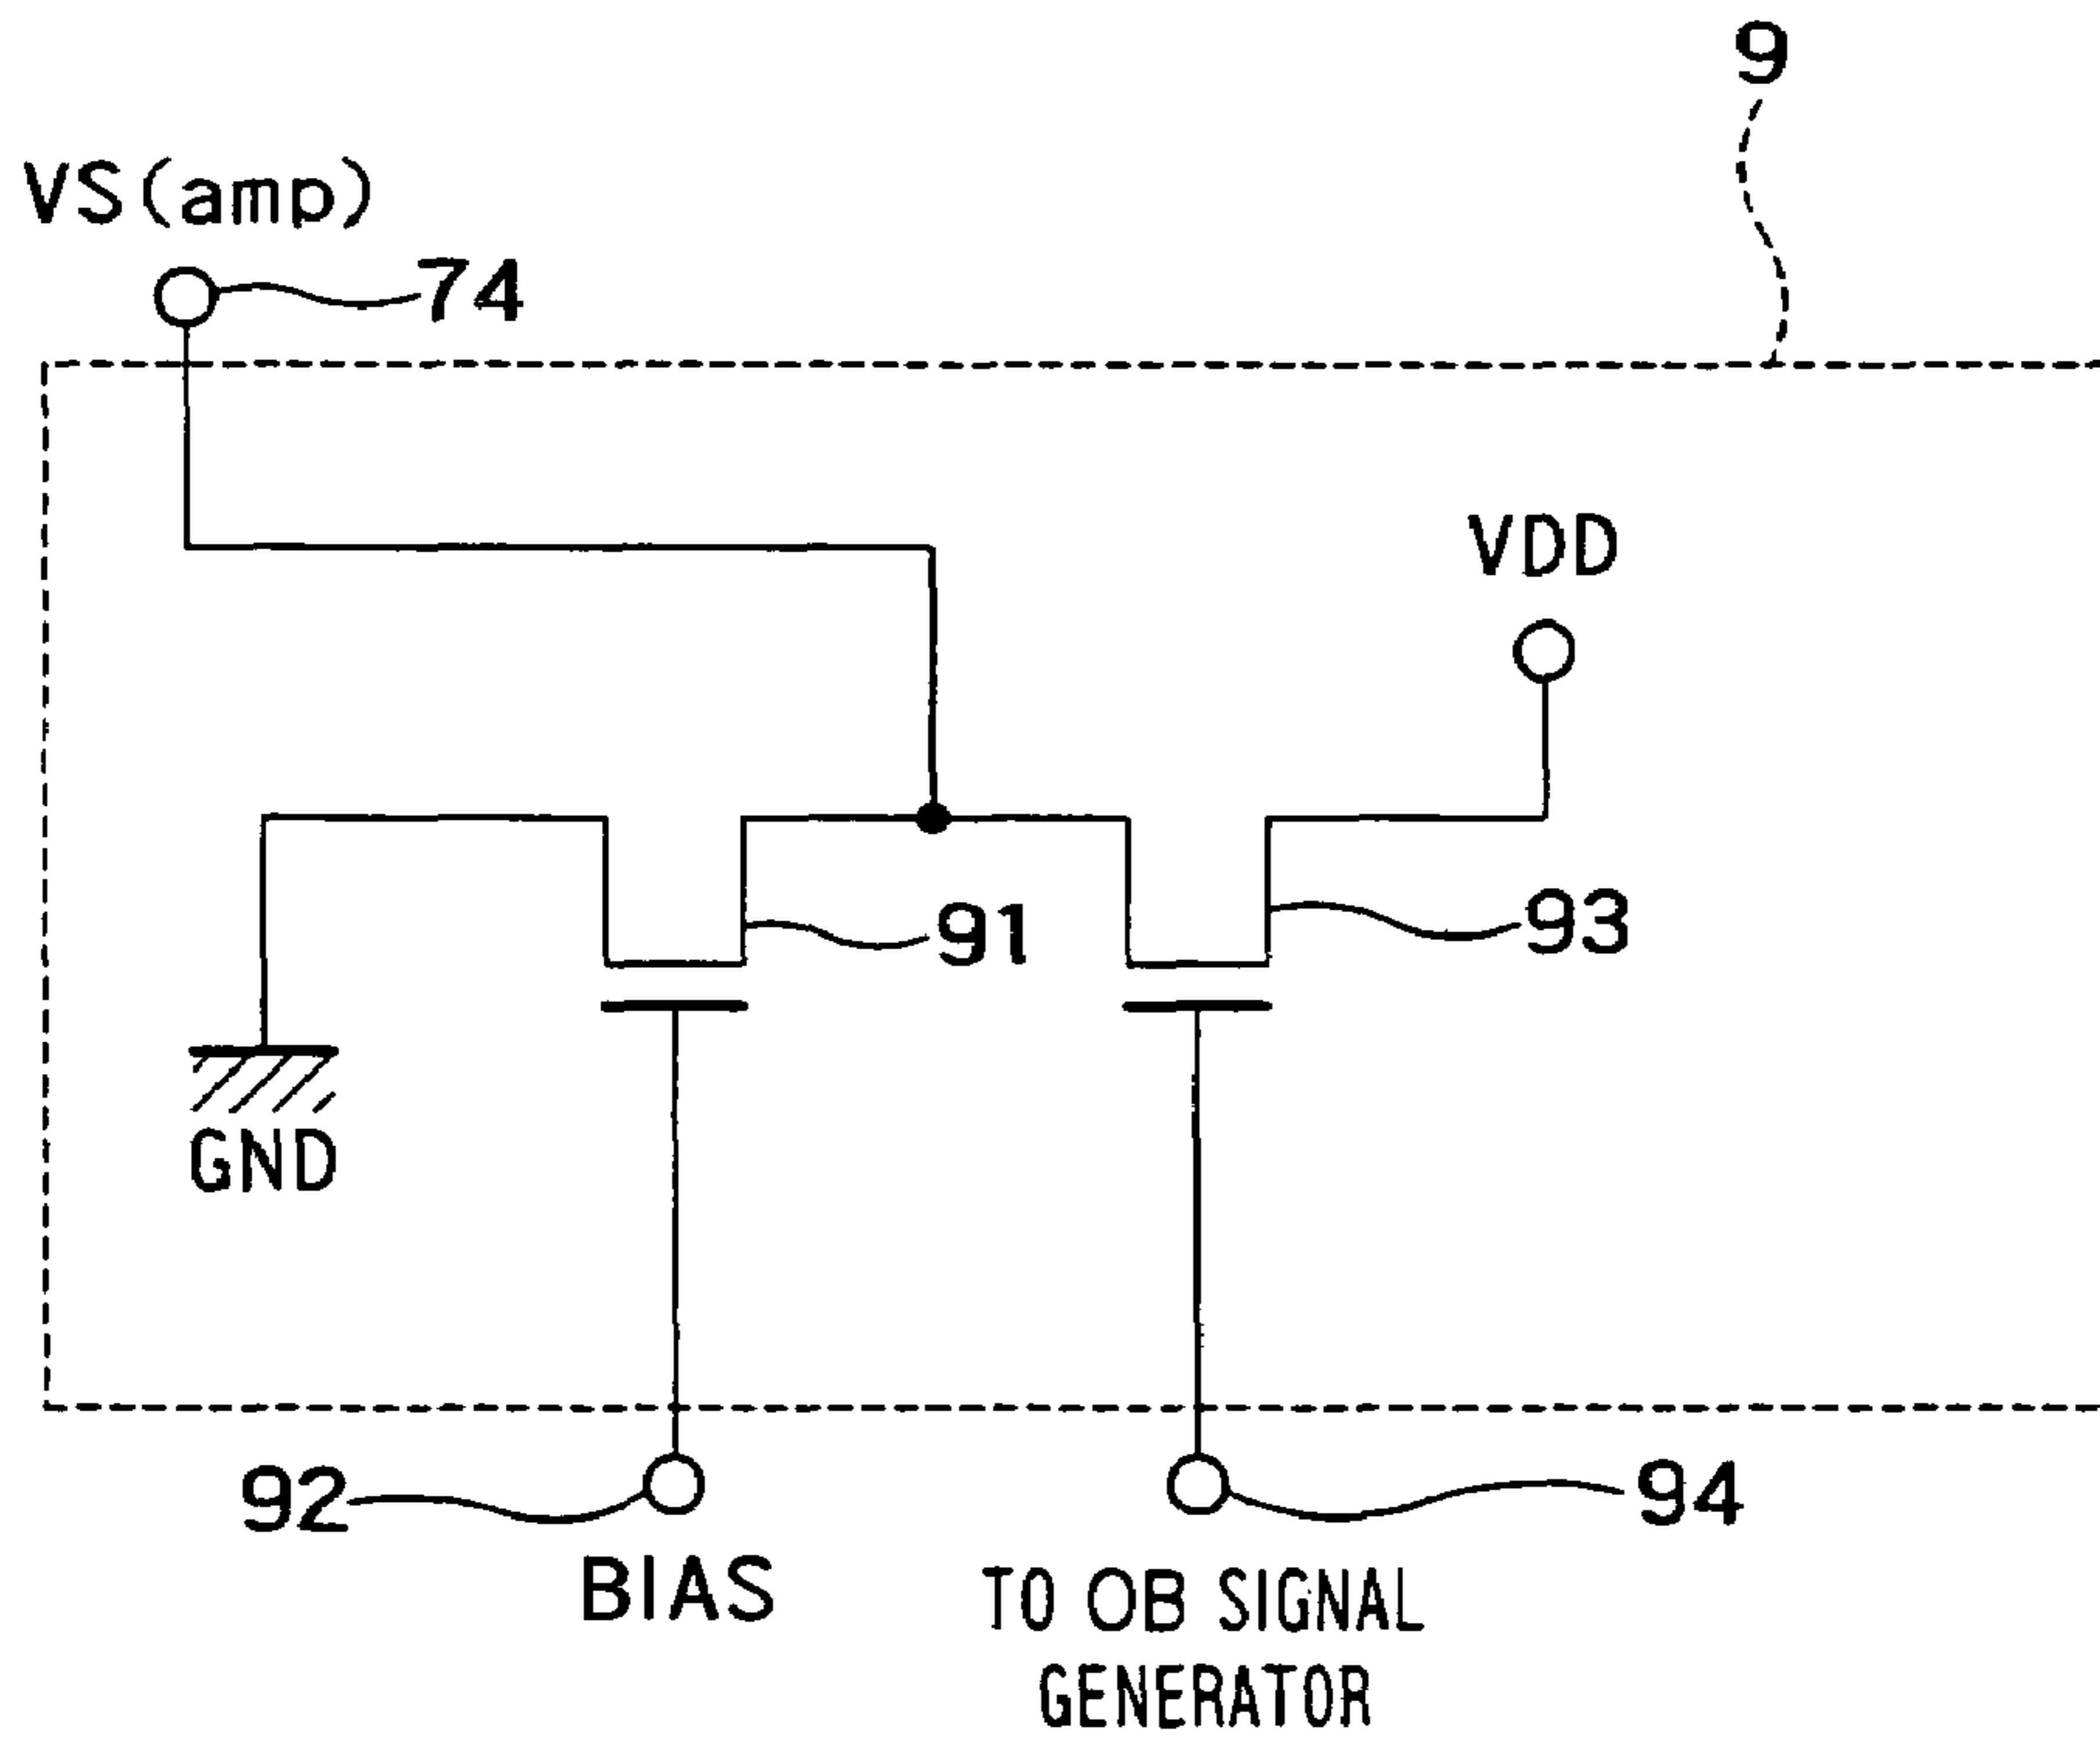 9
VS(amp)
74
VDD
91
93
GND
92
94
BIAS
TO OB SIGNAL
GENERATOR